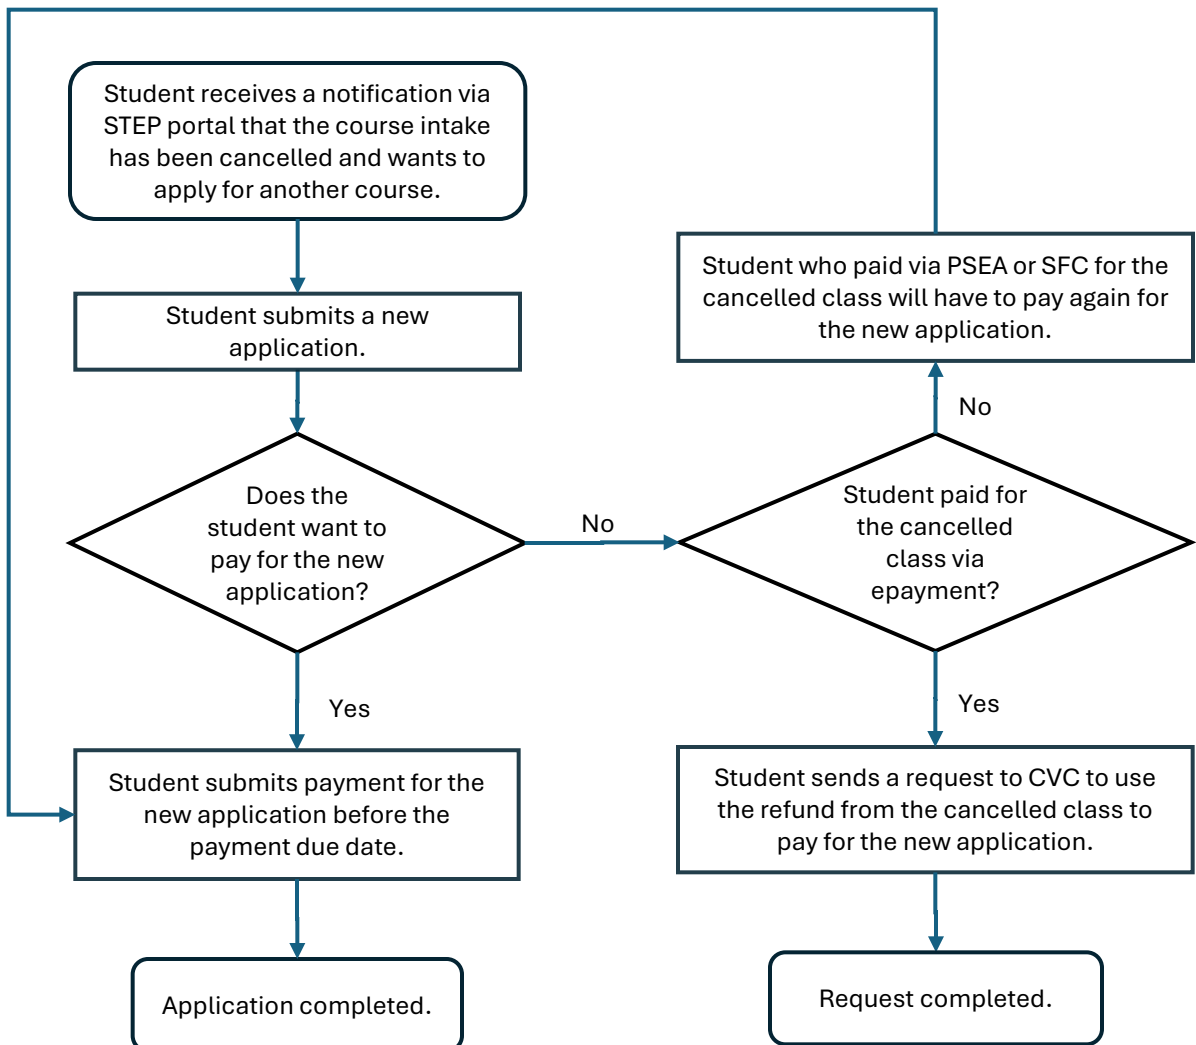 Student receives a notification via
STEP portal that the course intake
has been cancelled and wants to
apply for another course.
Student submits a new
application.
Does the
student want to
pay for the new
application?
No
Yes
Student submits payment for the
new application before the
payment due date.
Application completed.
Student who paid via PSEA or SFC for the
cancelled class will have to pay again for
the new application.
No
Student paid for
the cancelled
class via
epayment?
Yes
Student sends a request to CVC to use
the refund from the cancelled class to
pay for the new application.
Request completed.